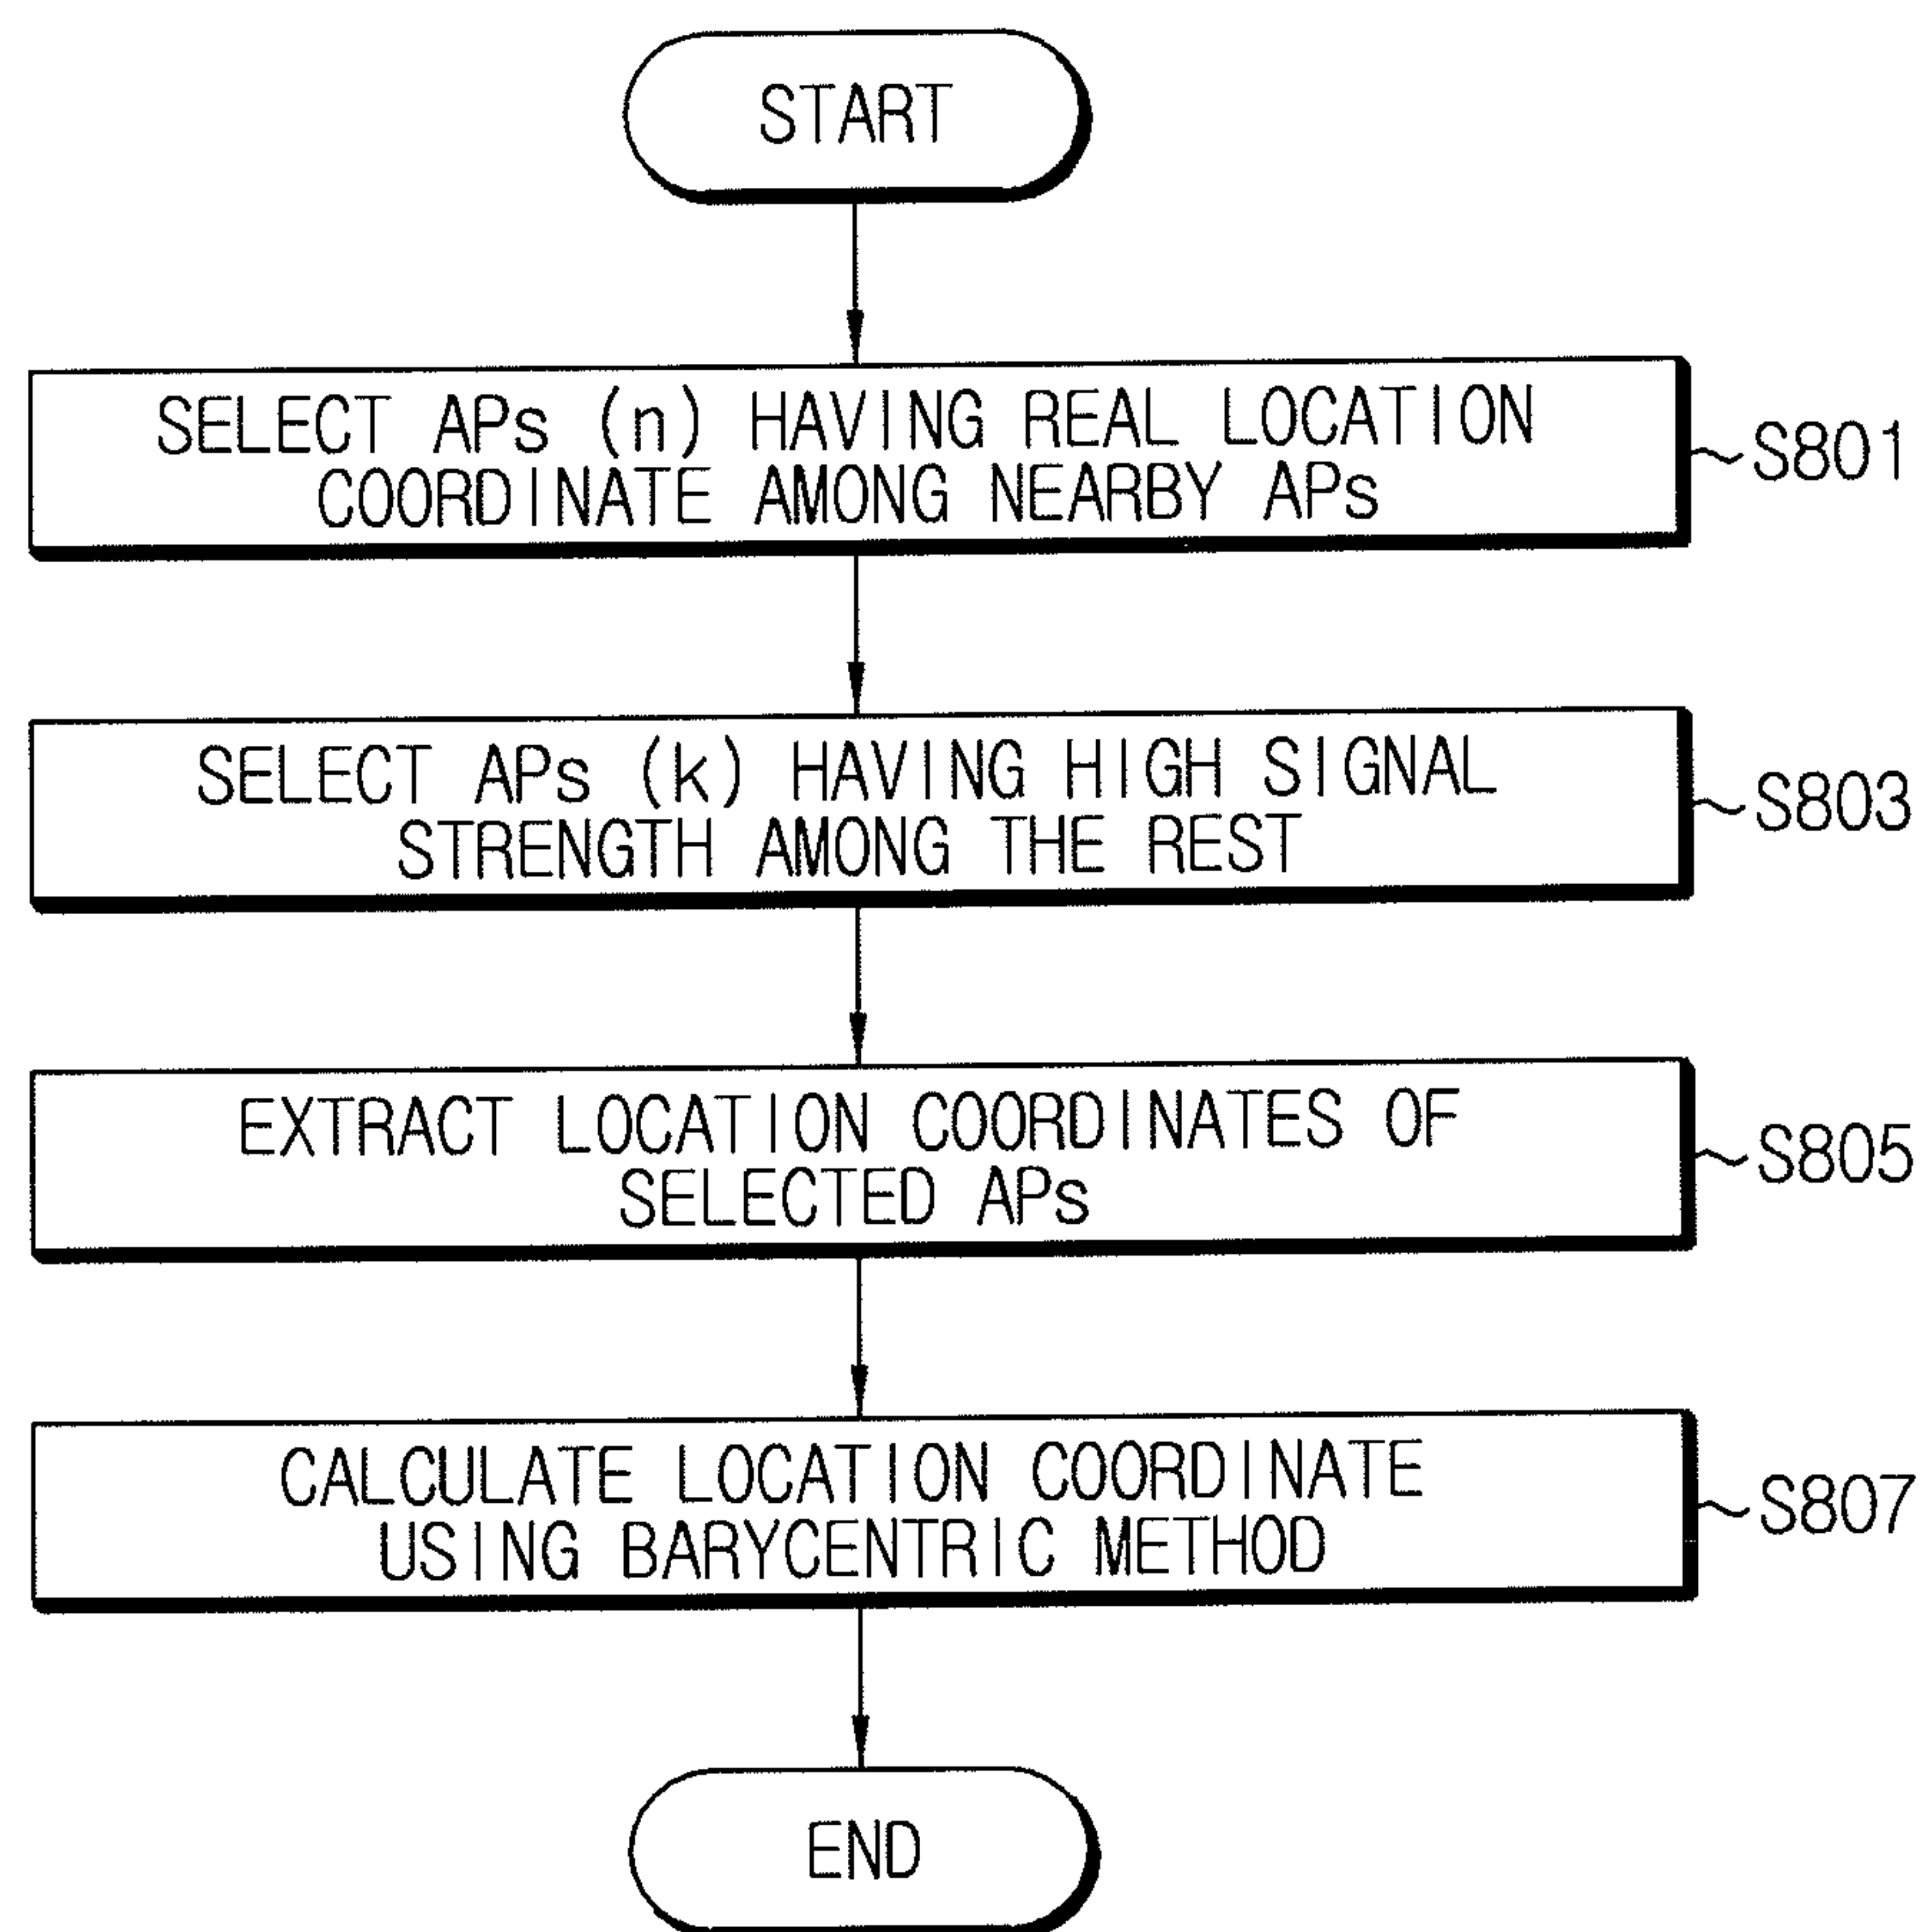 START
SELECT APs (n) HAVING REAL LOCATION
COORDINATE AMONG NEARBY APs
S801
SELECT APs (k) HAVING HIGH SIGNAL
STRENGTH AMONG THE REST
S803
EXTRACT LOCATION COORDINATES OF
SELECTED APs
S805
CALCULATE LOCATION COORDINATE
USING BARYCENTRIC METHOD
S807
END